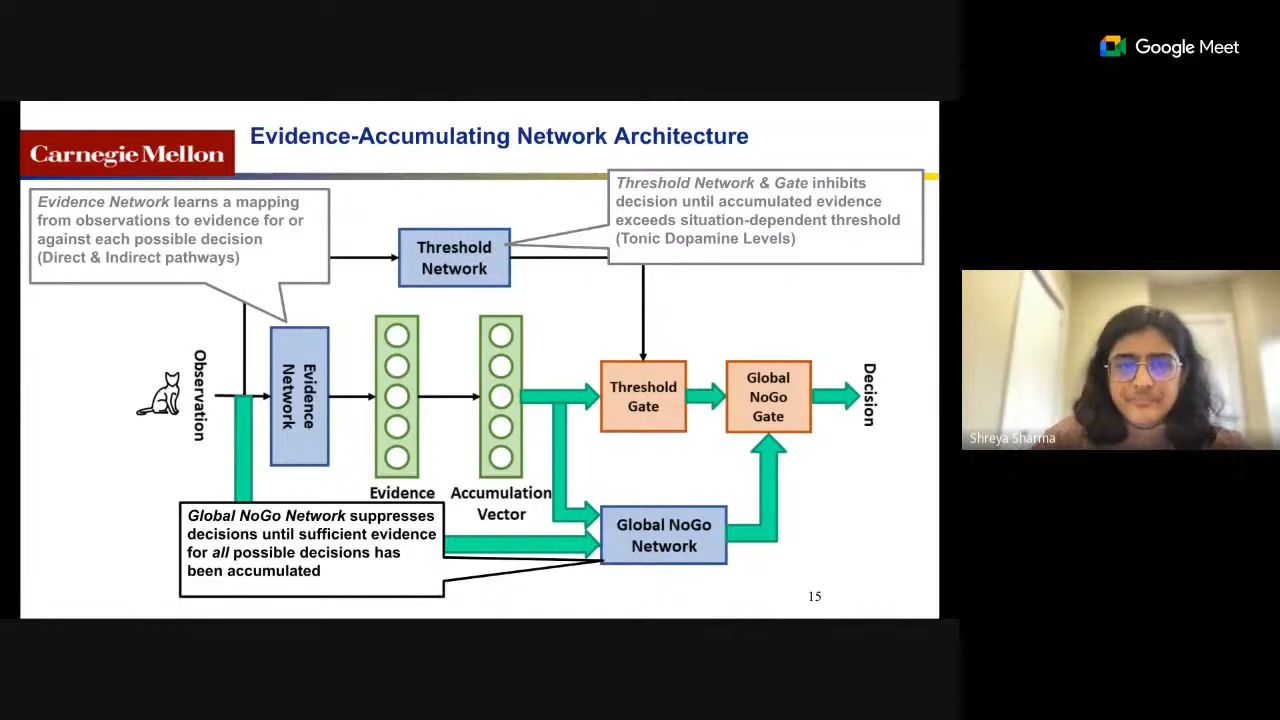 Google Meet
Carnegie Mellon
Evidence-Accumulating Network Architecture
Evidence Network learns a mapping
from observations to evidence for or
against each possible decision
(Direct & Indirect pathways)
Threshold Network & Gate inhibits
decision until accumulated evidence
exceeds situation-dependent threshold
(Tonic Dopamine Levels)
Threshold
Network
Observation
Evidence
Network
Threshold
Gate
Global
NoGo
Gate
Decision
Evidence
Accumulation
Vector
Global NoGo Network suppresses
decisions until sufficient evidence
for all possible decisions has
been accumulated
Global NoGo
Network
15
Shreya Sharma